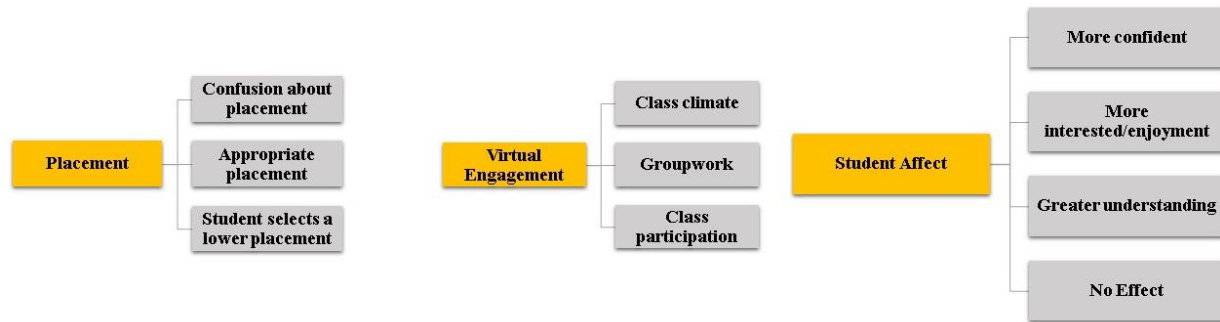 Placement
Confusion about
placement
Appropriate
placement
Student selects a
lower placement
Virtual
Engagement
Class climate
Groupwork
Class
participation
Student Affect
More confident
More
interested/enjoyment
Greater understanding
No Effect